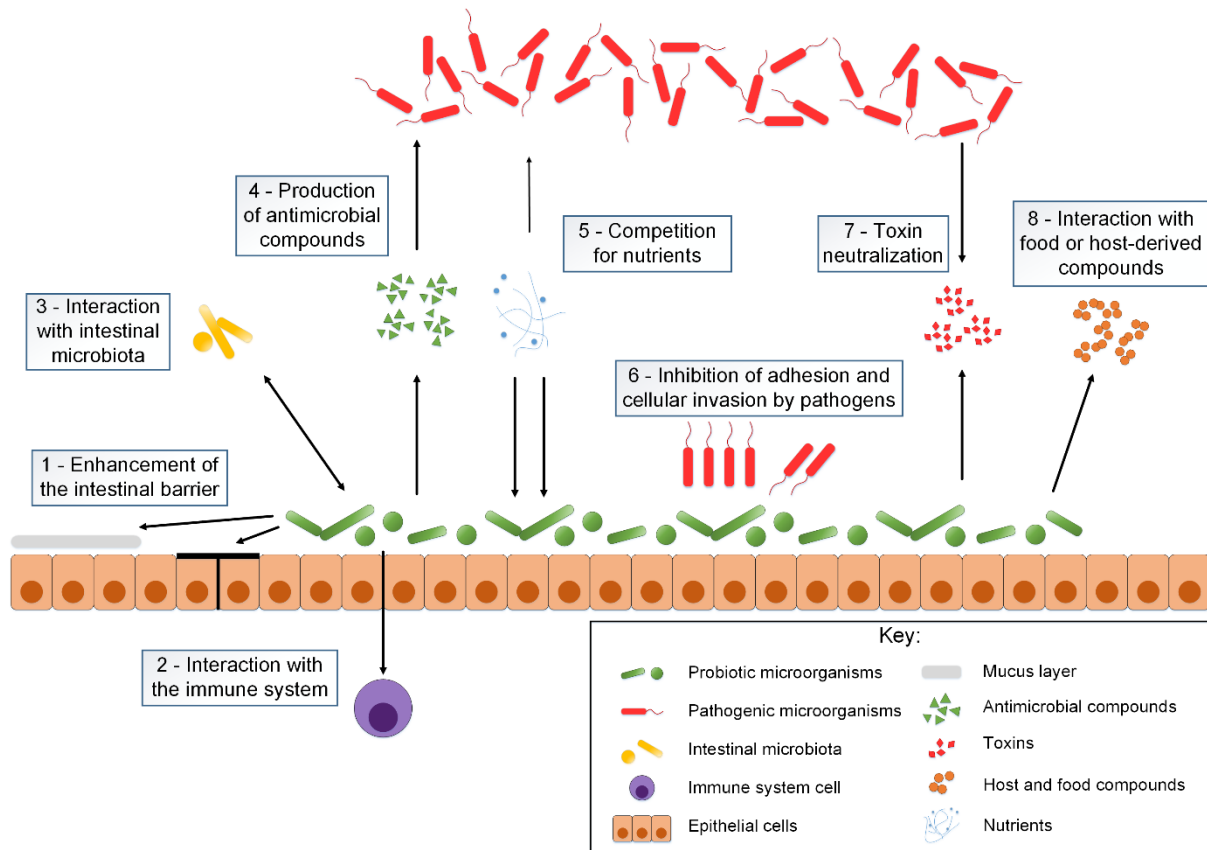 4 - Production
of antimicrobial
compounds
5 - Competition
for nutrients
7 - Toxin
neutralization
8 - Interaction with
food or host-derived
compounds
3 - Interaction
with intestinal
microbiota
6 - Inhibition of adhesion and
cellular invasion by pathogens
1 - Enhancement of
the intestinal barrier
2 - Interaction with
the immune system
Key:
Probiotic microorganisms
Pathogenic microorganisms
Intestinal microbiota
Immune system cell
Epithelial cells
Mucus layer
Antimicrobial compounds
Toxins
Host and food compounds
Nutrients